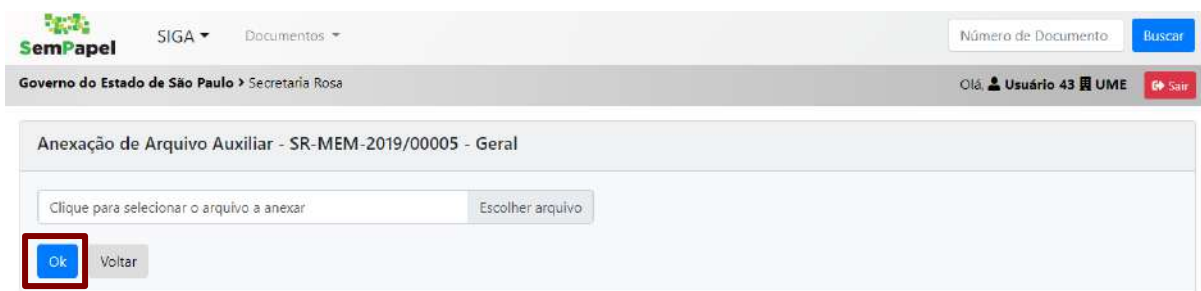 SemPapel SIGA Documentos Número de Documento Buscar
Governo do Estado de São Paulo > Secretaria Rosa Olá, Usuário 43 UME Sair
Anexação de Arquivo Auxiliar - SR-MEM-2019/00005 - Geral
Clique para selecionar o arquivo a anexar Escolher arquivo
Ok Voltar